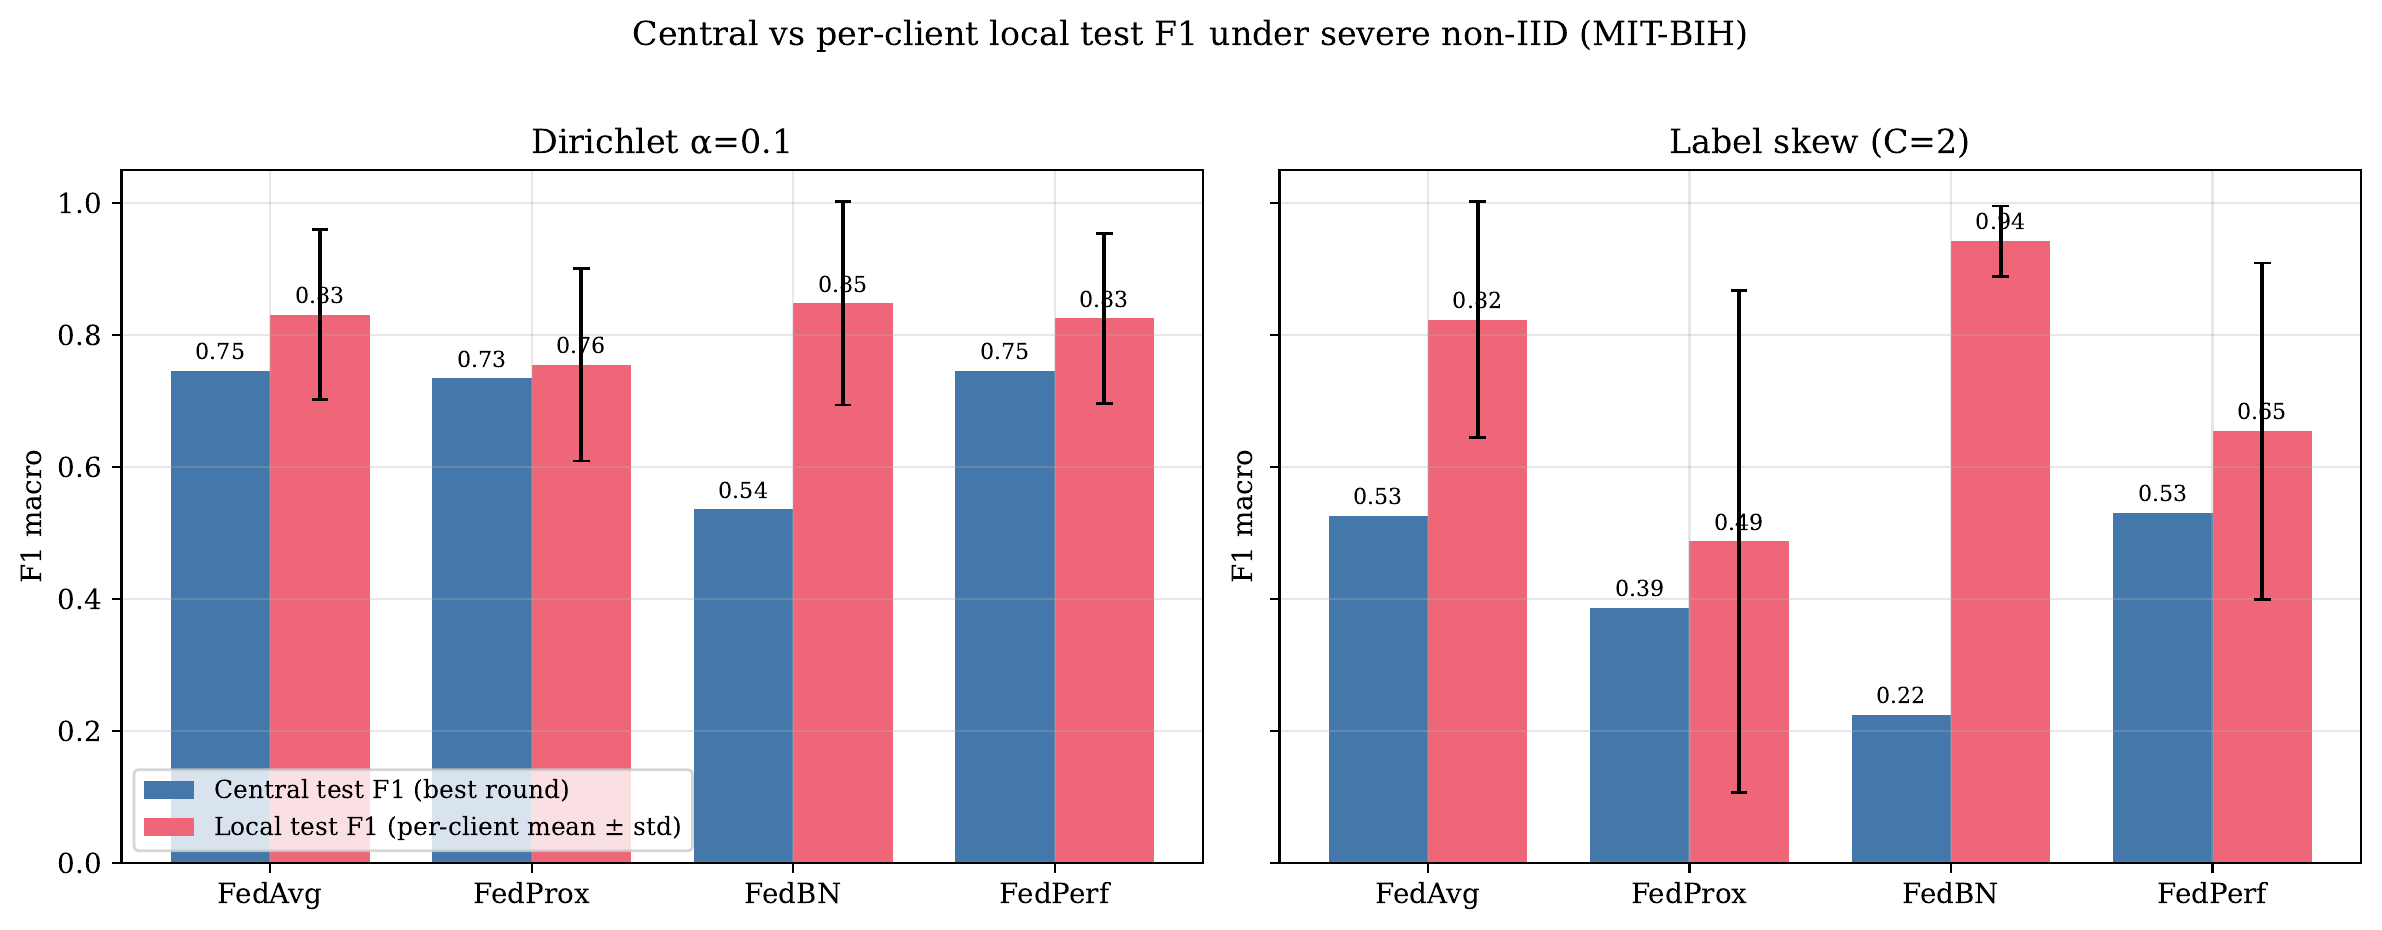 Central vs per-client local test F1 under severe non-IID (MIT-BIH)
Dirichlet α=0.1
F1 macro
1.0
0.8
0.6
0.4
0.2
0.0
0.75
0.83
0.73
0.76
0.54
0.85
0.75
0.83
Central test F1 (best round)
Local test F1 (per-client mean ± std)
FedAvg
FedProx
FedBN
FedPerf
Label skew (C=2)
F1 macro
0.53
0.82
0.39
0.49
0.22
0.94
0.53
0.65
FedAvg
FedProx
FedBN
FedPerf